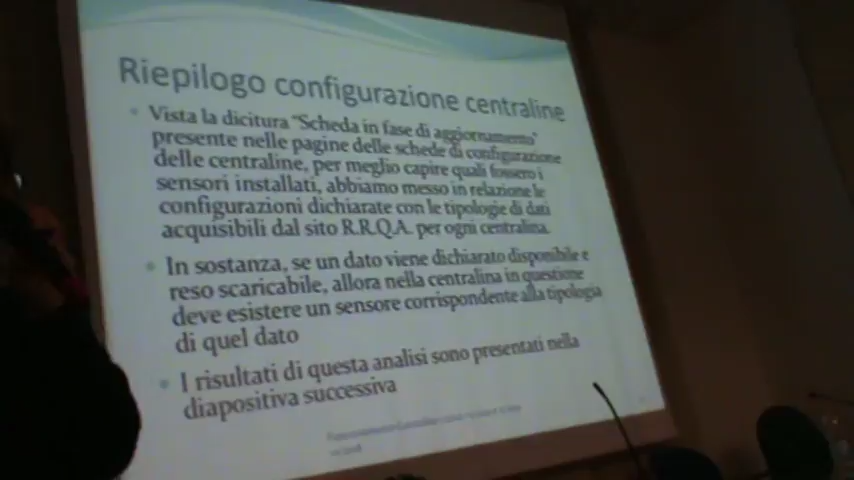 Riepilogo configurazione centraline
• Vista la dicitura "Scheda in fase di aggiornamento"
presente nelle pagine delle schede di configurazione
delle centraline, per meglio capire quali fossero i
sensori installati, abbiamo messo in relazione le
configurazioni dichiarate con le tipologie di dati
acquisibili dal sito R.R.Q.A. per ogni centralina.
• In sostanza, se un dato viene dichiarato disponibile e
reso scaricabile, allora nella centralina in questione
deve esistere un sensore corrispondente alla tipologia
di quel dato
• I risultati di questa analisi sono presentati nella
diapositiva successiva